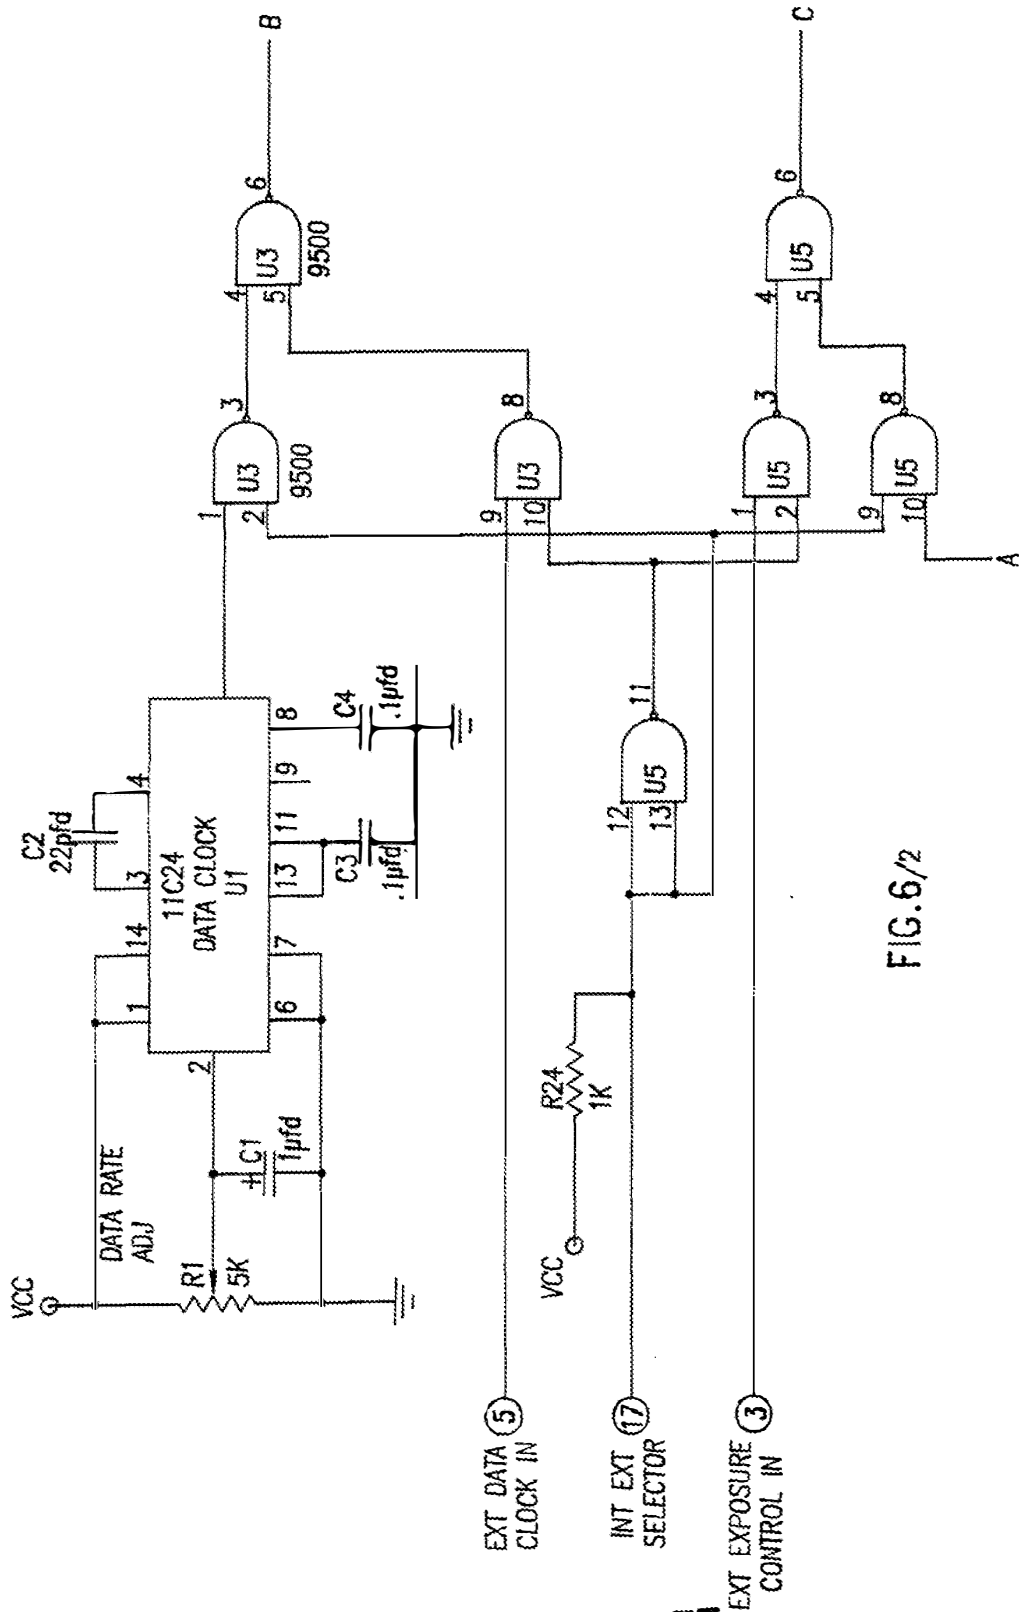 VCC
DATA RATE
ADJ
R1
5K
+
C1
1µfd
2
1
14
3
4
C2
22pfd
11C24
DATA CLOCK
U1
6
7
13
11
9
8
C3
.1µfd
C4
.1µfd
1
2
U3
9500
3
4
5
U3
9500
6
B
EXT DATA
CLOCK IN
5
9
10
U3
8
INT EXT
SELECTOR
17
VCC
R24
1K
12
13
U5
11
EXT EXPOSURE
CONTROL IN
3
1
2
U5
3
4
5
U5
6
C
9
10
U5
8
A
FIG.6/2